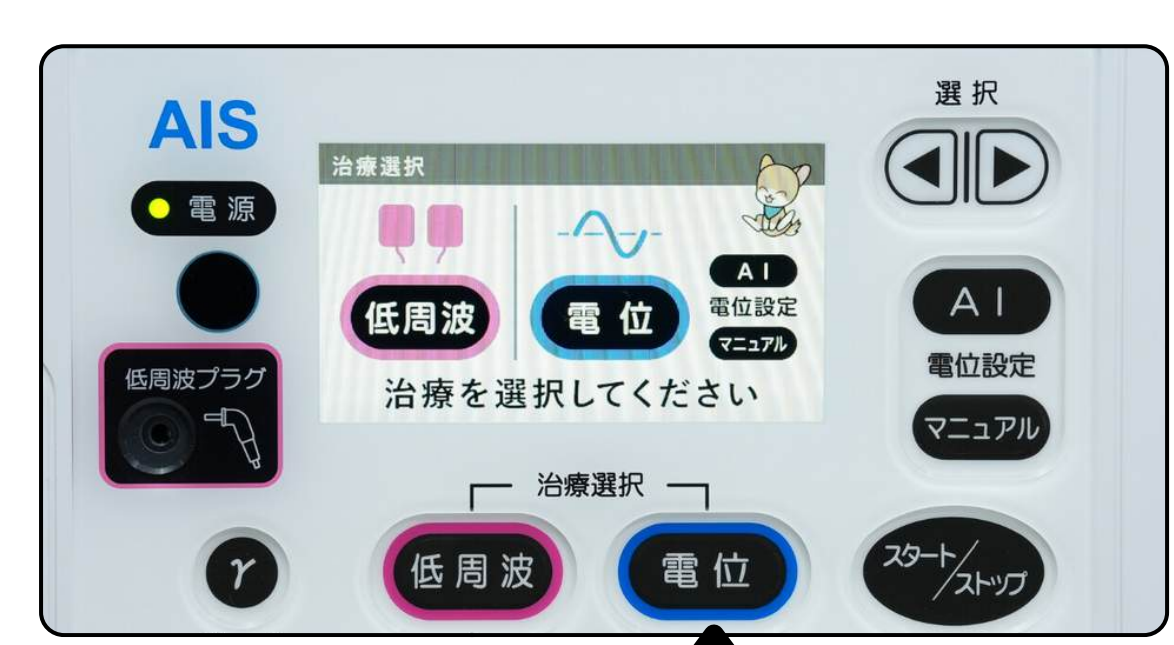 AIS
電源
低周波プラグ
γ
治療選択
低周波
電位
AI
電位設定
マニュアル
治療を選択してください
治療選択
低周波
電位
選択
AI
電位設定
マニュアル
スタート/ストップ